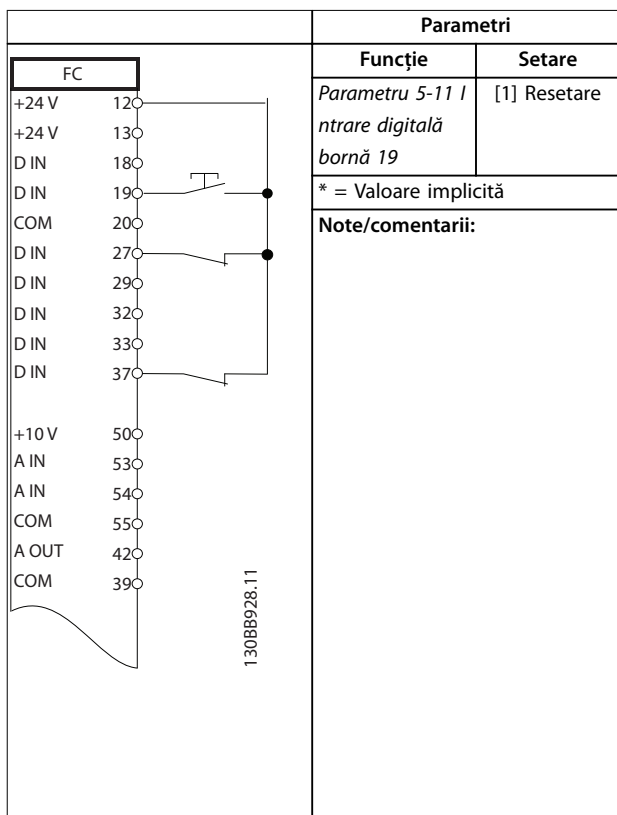 FC
+24 V 12
+24 V 13
D IN 18
D IN 19
COM 20
D IN 27
D IN 29
D IN 32
D IN 33
D IN 37
+10 V 50
A IN 53
A IN 54
COM 55
A OUT 42
COM 39
130BB928.11
Parametri
Funcție Setare
Parametru 5-11 I [1] Resetare
ntrare digitală
bornă 19
* = Valoare implicită
Note/comentarii: